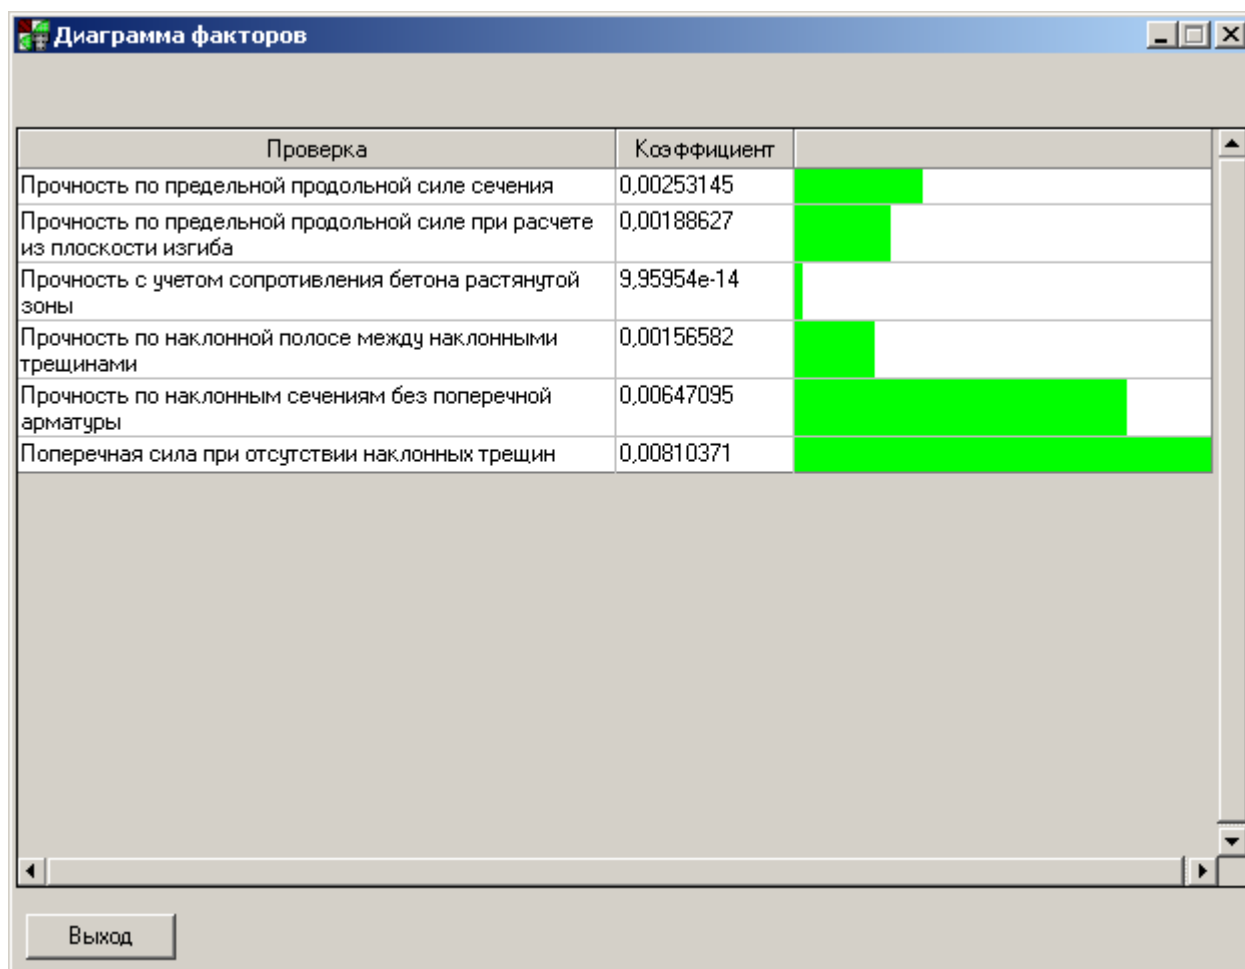 Диаграмма факторов
Проверка Коэффициент
Прочность по предельной продольной силе сечения 0,00253145
Прочность по предельной продольной силе при расчете 0,00188627
из плоскости изгиба
Прочность с учетом сопротивления бетона растянутой 9,95954e-14
зоны
Прочность по наклонной полосе между наклонными 0,00156582
трещинами
Прочность по наклонным сечениям без поперечной 0,00647095
арматуры
Поперечная сила при отсутствии наклонных трещин 0,00810371
Выход